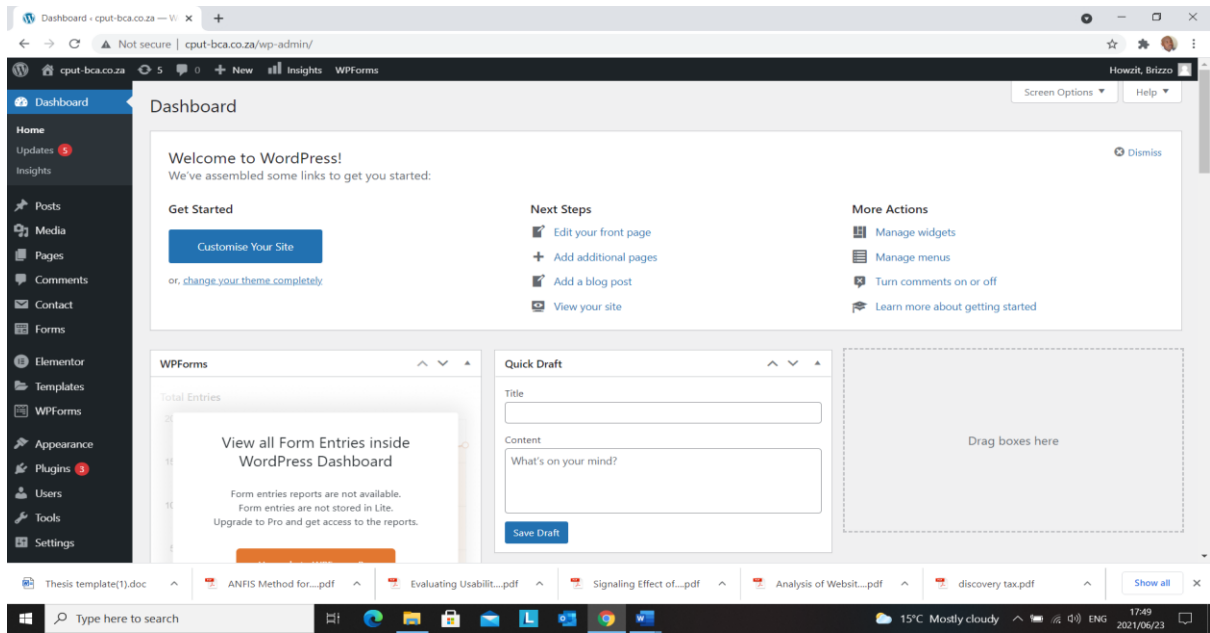 Dashboard ‹ cput-bca.co.za — W
Not secure | cput-bca.co.za/wp-admin/
cput-bca.co.za 5 0 New Insights WPForms Howzit, Brizzo
Dashboard
Home
Updates 5
Insights
Posts
Media
Pages
Comments
Contact
Forms
Elementor
Templates
WPForms
Appearance
Plugins 3
Users
Tools
Settings
Screen Options Help
Dashboard
Welcome to WordPress!
Dismiss
We've assembled some links to get you started:
Get Started
Customise Your Site
or, change your theme completely
Next Steps
Edit your front page
Add additional pages
Add a blog post
View your site
More Actions
Manage widgets
Manage menus
Turn comments on or off
Learn more about getting started
WPForms
Total Entries
View all Form Entries inside
WordPress Dashboard
Form entries reports are not available.
Form entries are not stored in Lite.
Upgrade to Pro and get access to the reports.
Quick Draft
Title
Content
What's on your mind?
Save Draft
Drag boxes here
Thesis template(1).doc
ANFIS Method for....pdf
Evaluating Usabilit....pdf
Signaling Effect of....pdf
Analysis of Websit....pdf
discovery tax.pdf
Show all
Type here to search
15°C Mostly cloudy
ENG
17:49
2021/06/23